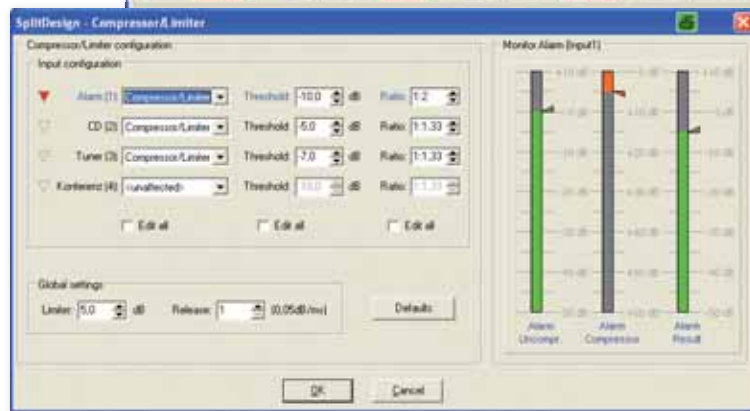 SplitDesign - Compressor/Limiter
Compressor/Limiter configuration
Input configuration
Alarm (1) Compressor/Limiter Threshold: -10,0 dB Ratio: 1:2
CD (2) Compressor/Limiter Threshold: -5,0 dB Ratio: 1:1,33
Tuner (3) Compressor/Limiter Threshold: -7,0 dB Ratio: 1:1,33
Konferenz (4) <unaffected> Threshold: dB Ratio: 1:1,33
Edit all Edit all Edit all
Global settings
Limiter: 5,0 dB Release: 1 (0,05dB/ms) Defaults
OK Cancel
Monitor Alarm (Input1)
Alarm Uncompr.
Alarm Compressor
Alarm Result